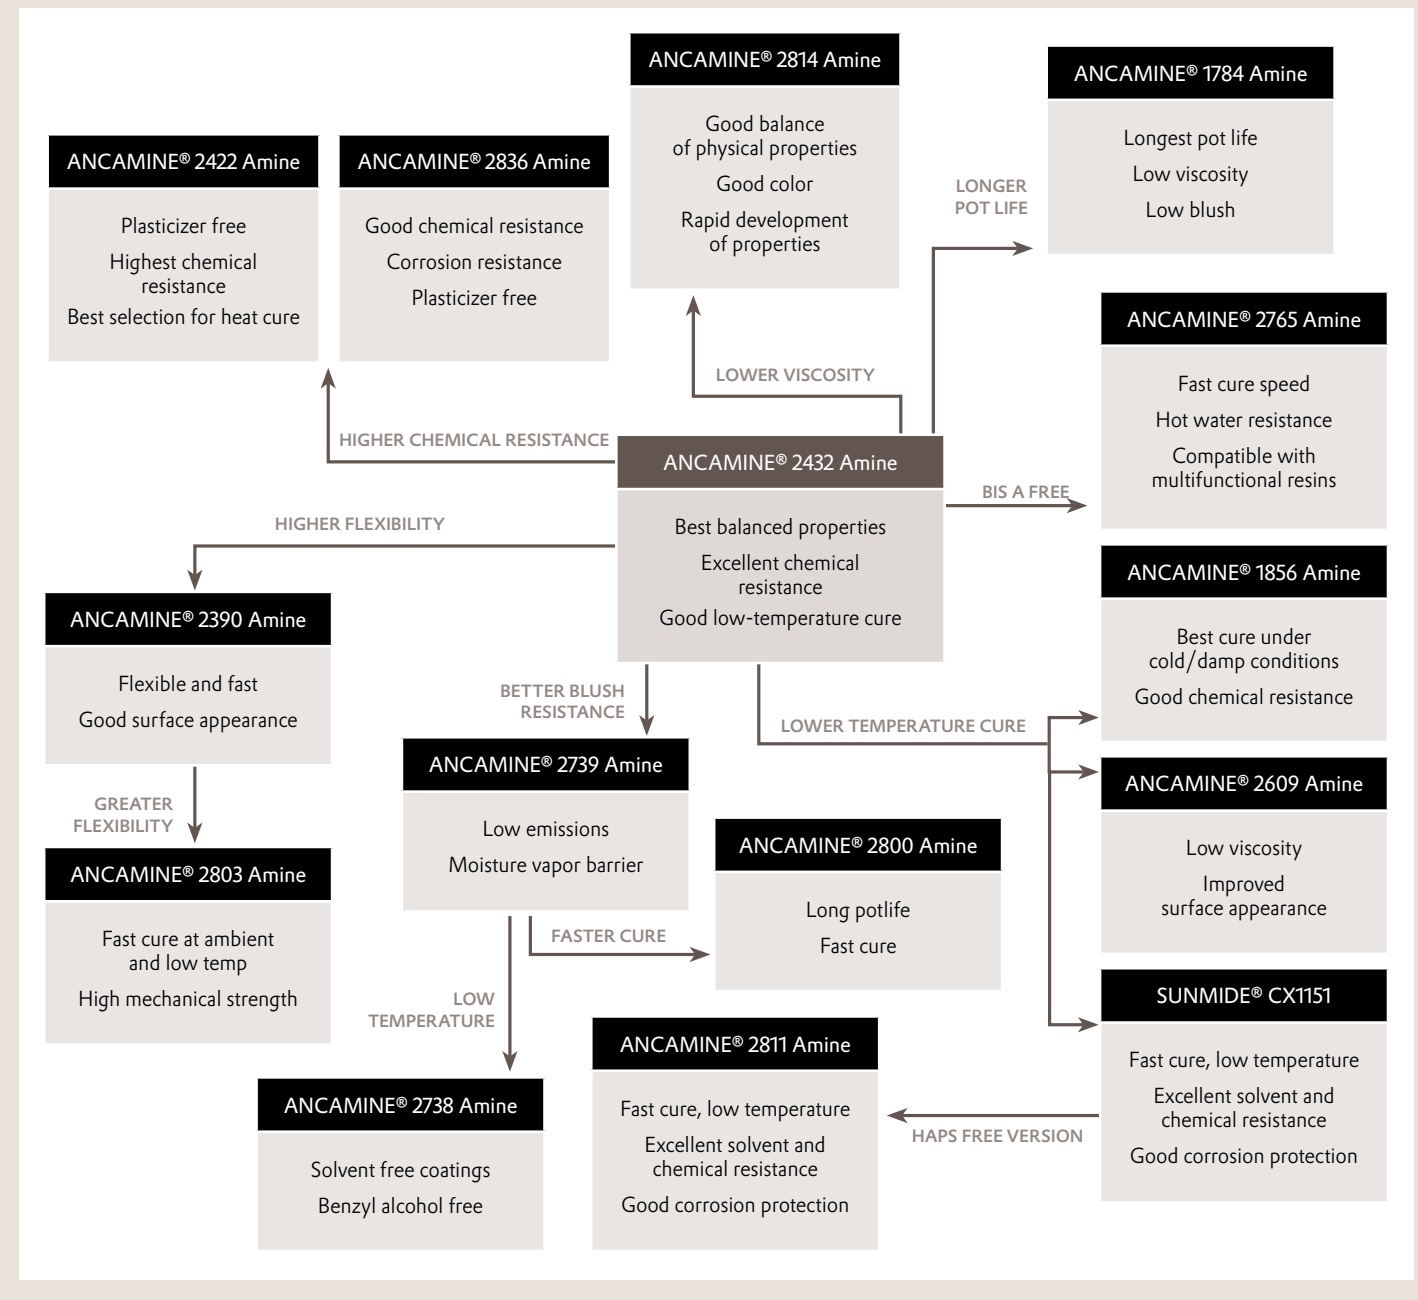 ANCAMINE® 2814 Amine
Good balance
of physical properties
Good color
Rapid development
of properties
ANCAMINE® 1784 Amine
Longest pot life
Low viscosity
Low blush
LONGER
POT LIFE
ANCAMINE® 2422 Amine
Plasticizer free
Highest chemical
resistance
Best selection for heat cure
ANCAMINE® 2836 Amine
Good chemical resistance
Corrosion resistance
Plasticizer free
ANCAMINE® 2765 Amine
Fast cure speed
Hot water resistance
Compatible with
multifunctional resins
LOWER VISCOSITY
HIGHER CHEMICAL RESISTANCE
ANCAMINE® 2432 Amine
Best balanced properties
Excellent chemical
resistance
Good low-temperature cure
BIS A FREE
HIGHER FLEXIBILITY
ANCAMINE® 1856 Amine
Best cure under
cold/damp conditions
Good chemical resistance
ANCAMINE® 2390 Amine
Flexible and fast
Good surface appearance
BETTER BLUSH
RESISTANCE
LOWER TEMPERATURE CURE
ANCAMINE® 2739 Amine
Low emissions
Moisture vapor barrier
ANCAMINE® 2609 Amine
Low viscosity
Improved
surface appearance
GREATER
FLEXIBILITY
ANCAMINE® 2803 Amine
Fast cure at ambient
and low temp
High mechanical strength
ANCAMINE® 2800 Amine
Long potlife
Fast cure
FASTER CURE
LOW
TEMPERATURE
SUNMIDE® CX1151
Fast cure, low temperature
Excellent solvent and
chemical resistance
Good corrosion protection
ANCAMINE® 2811 Amine
Fast cure, low temperature
Excellent solvent and
chemical resistance
Good corrosion protection
HAPS FREE VERSION
ANCAMINE® 2738 Amine
Solvent free coatings
Benzyl alcohol free